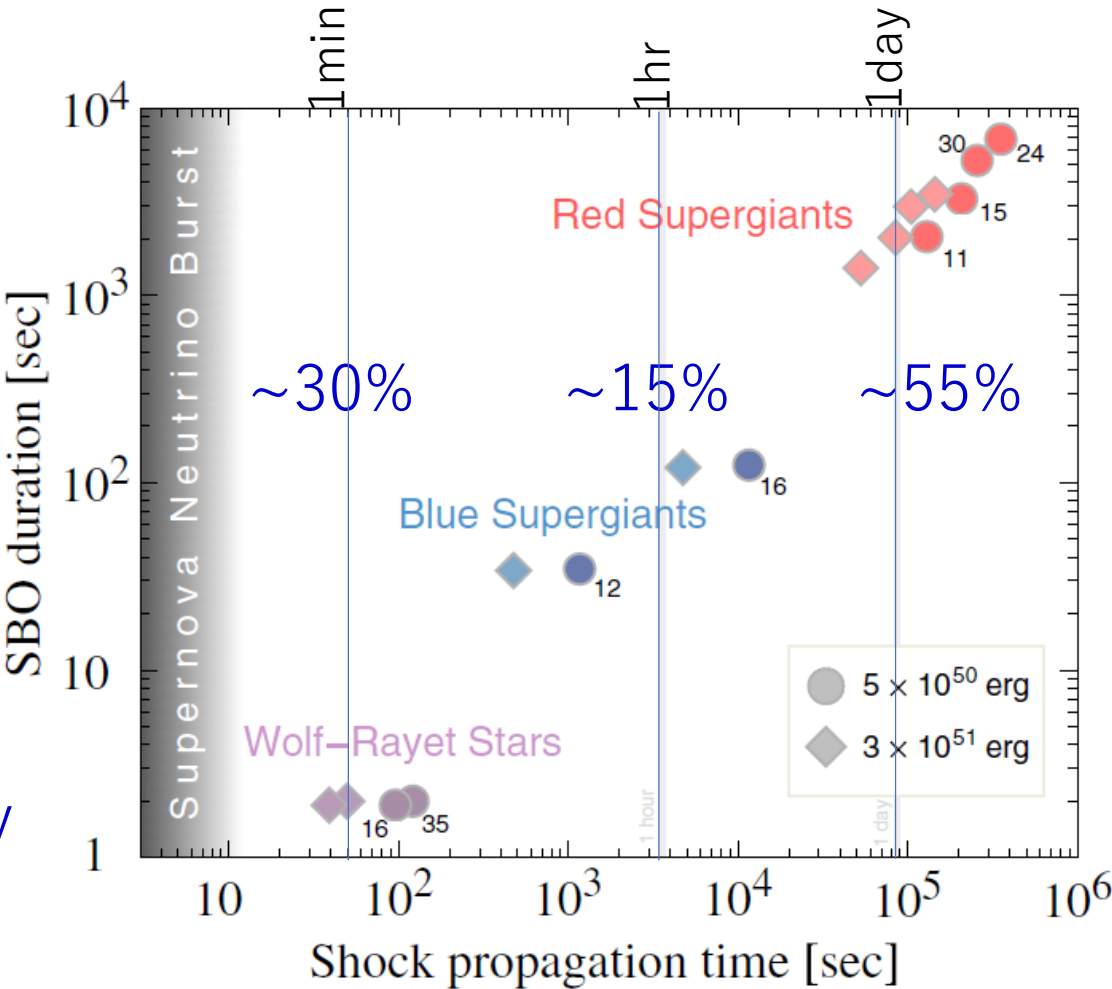 1min
1hr
1day
10⁴
10³
10²
10
1
SBO duration [sec]
Supernova Neutrino Burst
Red Supergiants
30
24
15
11
~30%
~15%
~55%
16
Blue Supergiants
12
5 × 10⁵⁰ erg
3 × 10⁵¹ erg
Wolf–Rayet Stars
16
35
1 hour
1 day
10
10²
10³
10⁴
10⁵
10⁶
Shock propagation time [sec]